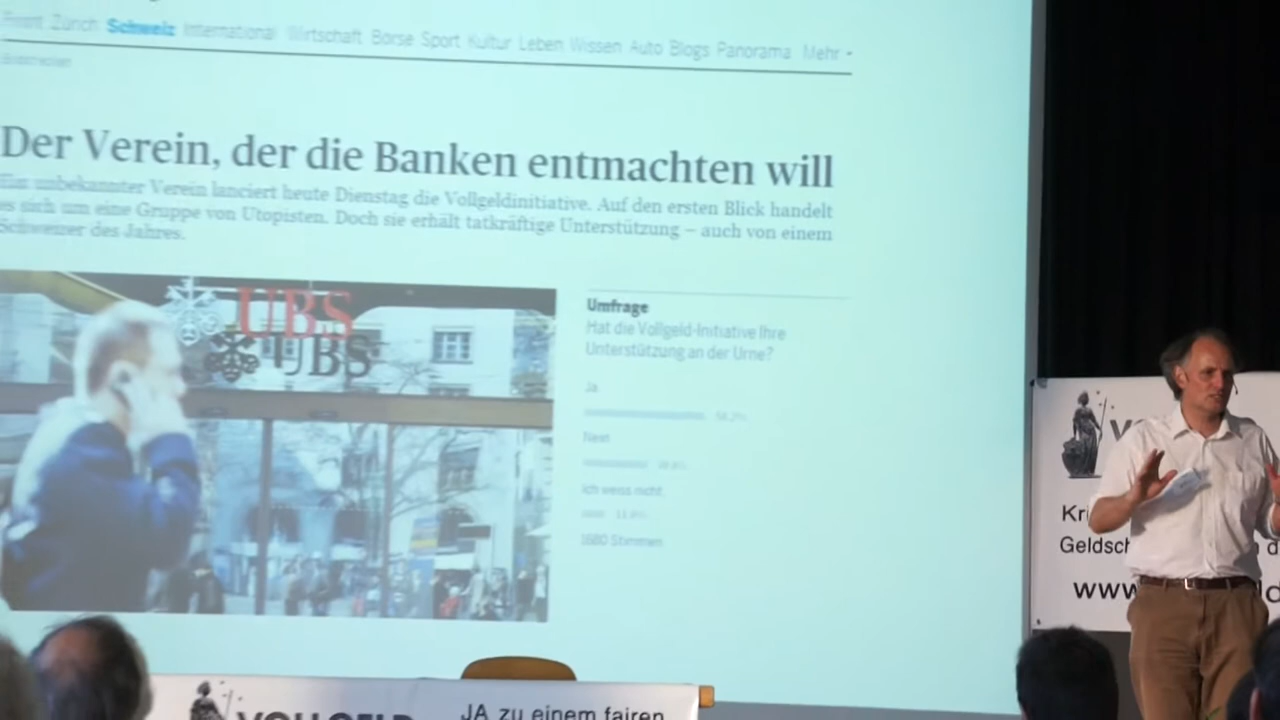 Front Zürich Schweiz International Wirtschaft Börse Sport Kultur Leben Wissen Auto Blogs Panorama Mehr
Der Verein, der die Banken entmachten will
Ein unbekannter Verein lanciert heute Dienstag die Vollgeldinitiative. Auf den ersten Blick handelt
es sich um eine Gruppe von Utopisten. Doch sie erhält tatkräftige Unterstützung – auch von einem
Schweizer des Jahres.
UBS
UBS
Umfrage
Hat die Vollgeld-Initiative Ihre
Unterstützung an der Urne?
Ja
Nein
Ich weiss nicht
1680 Stimmen
Geldsch
www
VOLLGELD
JA zu einem fairen